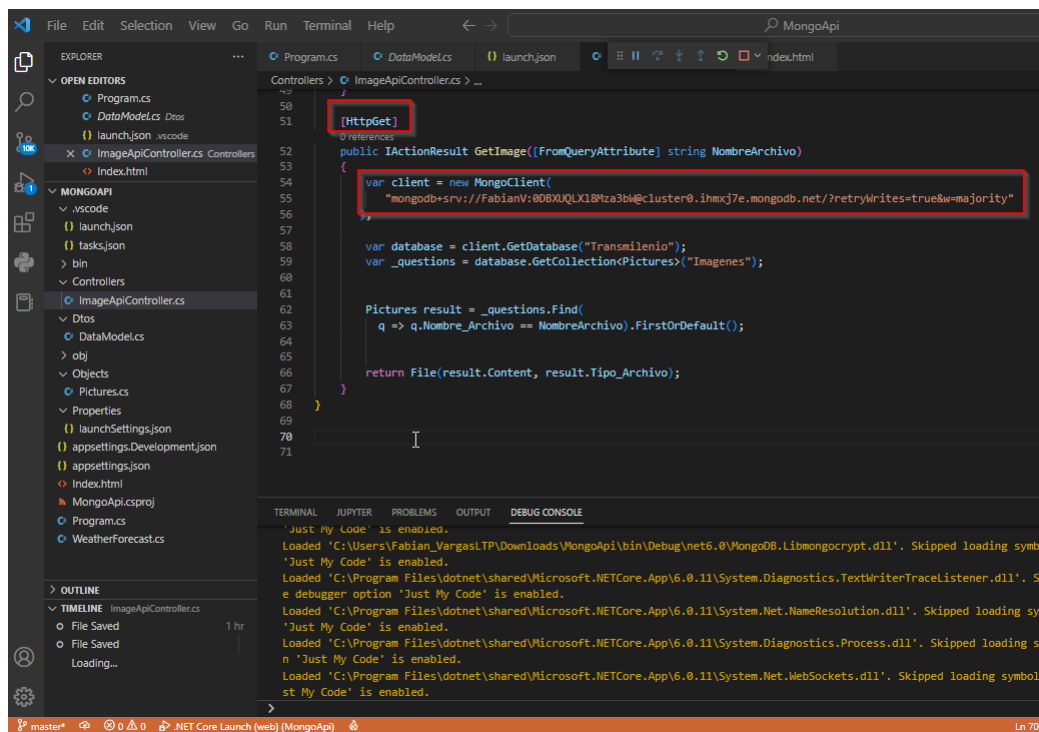 File Edit Selection View Go Run Terminal Help
MongoApi
EXPLORER
OPEN EDITORS
Program.cs
DataModel.cs Dtos
launch.json .vscode
ImageApiController.cs Controllers
Index.html
MONGOAPI
.vscode
launch.json
tasks.json
bin
Controllers
ImageApiController.cs
Dtos
DataModel.cs
obj
Objects
Pictures.cs
Properties
launchSettings.json
appsettings.Development.json
appsettings.json
Index.html
MongoApi.csproj
Program.cs
WeatherForecast.cs
OUTLINE
TIMELINE ImageApiController.cs
File Saved 1 hr
File Saved
Loading...
10K
1
Program.cs DataModel.cs launch.json ndex.html
Controllers > ImageApiController.cs > ...
49 }
50
51 [HttpGet]
0 references
52 public IActionResult GetImage([FromQueryAttribute] string NombreArchivo)
53 {
54 var client = new MongoClient(
55 "mongodb+srv://FabianV:0DBXUQLXl8Mza3bW@cluster0.ihmxj7e.mongodb.net/?retryWrites=true&w=majority"
56 );
57
58 var database = client.GetDatabase("Transmilenio");
59 var _questions = database.GetCollection<Pictures>("Imagenes");
60
61
62 Pictures result = _questions.Find(
63 q => q.Nombre_Archivo == NombreArchivo).FirstOrDefault();
64
65
66 return File(result.Content, result.Tipo_Archivo);
67 }
68 }
69
70
71
TERMINAL JUPYTER PROBLEMS OUTPUT DEBUG CONSOLE
'Just My Code' is enabled.
Loaded 'C:\Users\Fabian_VargasLTP\Downloads\MongoApi\bin\Debug\net6.0\MongoDB.Libmongocrypt.dll'. Skipped loading symb
'Just My Code' is enabled.
Loaded 'C:\Program Files\dotnet\shared\Microsoft.NETCore.App\6.0.11\System.Diagnostics.TextWriterTraceListener.dll'. S
e debugger option 'Just My Code' is enabled.
Loaded 'C:\Program Files\dotnet\shared\Microsoft.NETCore.App\6.0.11\System.Net.NameResolution.dll'. Skipped loading sy
'Just My Code' is enabled.
Loaded 'C:\Program Files\dotnet\shared\Microsoft.NETCore.App\6.0.11\System.Diagnostics.Process.dll'. Skipped loading s
n 'Just My Code' is enabled.
Loaded 'C:\Program Files\dotnet\shared\Microsoft.NETCore.App\6.0.11\System.Net.WebSockets.dll'. Skipped loading symbol
st My Code' is enabled.
>
master* 0 0 .NET Core Launch (web) (MongoApi) Ln 70